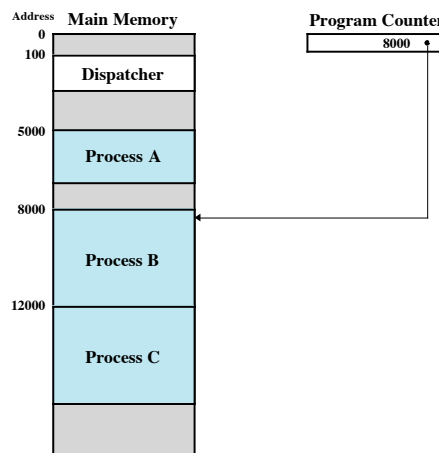 Address Main Memory
Program Counter
0
8000
100
Dispatcher
5000
Process A
8000
Process B
12000
Process C